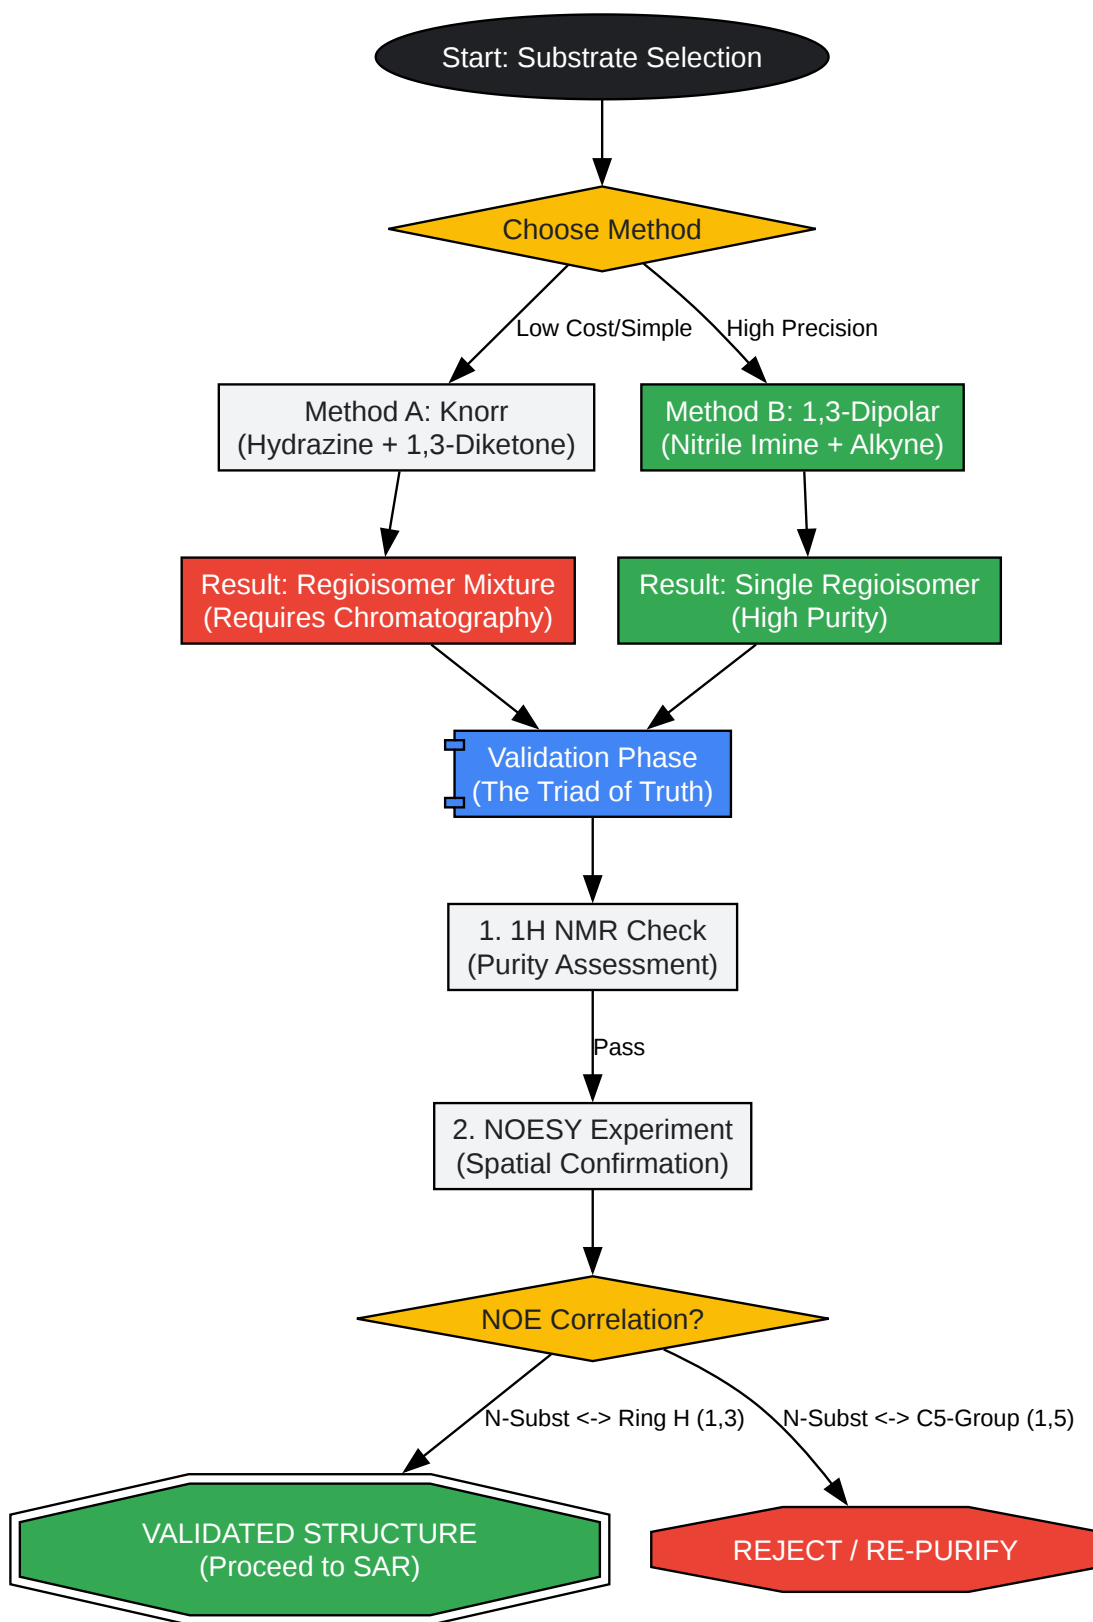 Start: Substrate Selection
Choose Method
Low Cost/Simple
High Precision
Method A: Knorr
(Hydrazine + 1,3-Diketone)
Method B: 1,3-Dipolar
(Nitrile Imine + Alkyne)
Result: Regioisomer Mixture
(Requires Chromatography)
Result: Single Regioisomer
(High Purity)
Validation Phase
(The Triad of Truth)
1. 1H NMR Check
(Purity Assessment)
Pass
2. NOESY Experiment
(Spatial Confirmation)
NOE Correlation?
N-Subst <-> Ring H (1,3)
N-Subst <-> C5-Group (1,5)
VALIDATED STRUCTURE
(Proceed to SAR)
REJECT / RE-PURIFY